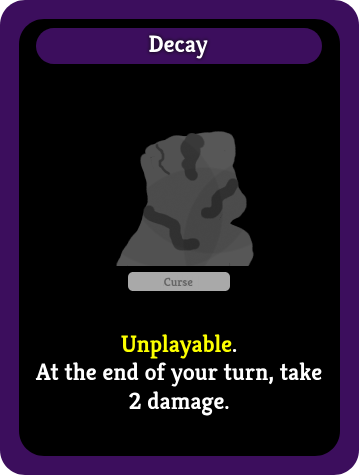 Decay
Curse
Unplayable.
At the end of your turn, take
2 damage.